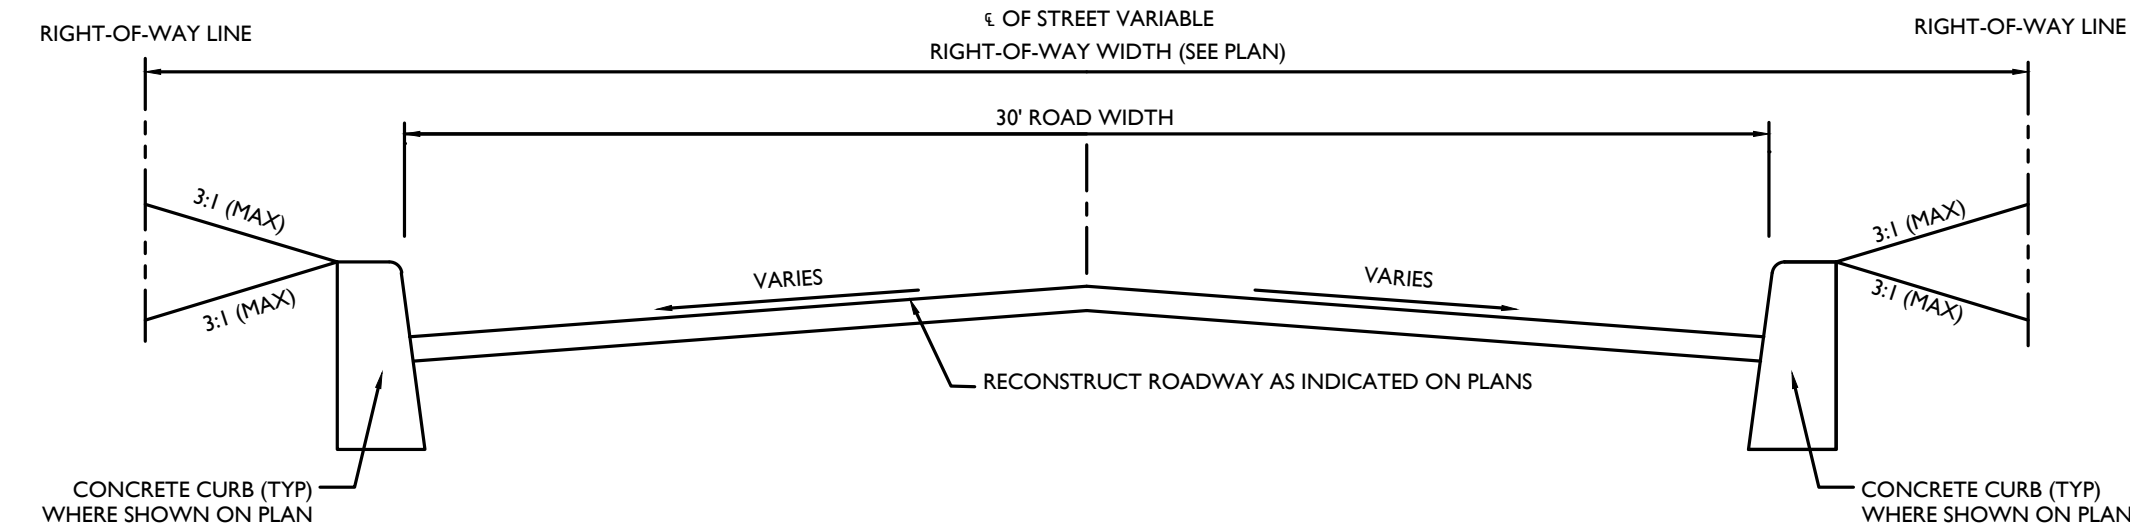 ℄ OF STREET VARIABLE
RIGHT-OF-WAY LINE
RIGHT-OF-WAY LINE
RIGHT-OF-WAY WIDTH (SEE PLAN)
30' ROAD WIDTH
3:1 (MAX)
3:1 (MAX)
VARIES
VARIES
3:1 (MAX)
3:1 (MAX)
RECONSTRUCT ROADWAY AS INDICATED ON PLANS
CONCRETE CURB (TYP)
WHERE SHOWN ON PLAN
CONCRETE CURB (TYP)
WHERE SHOWN ON PLAN